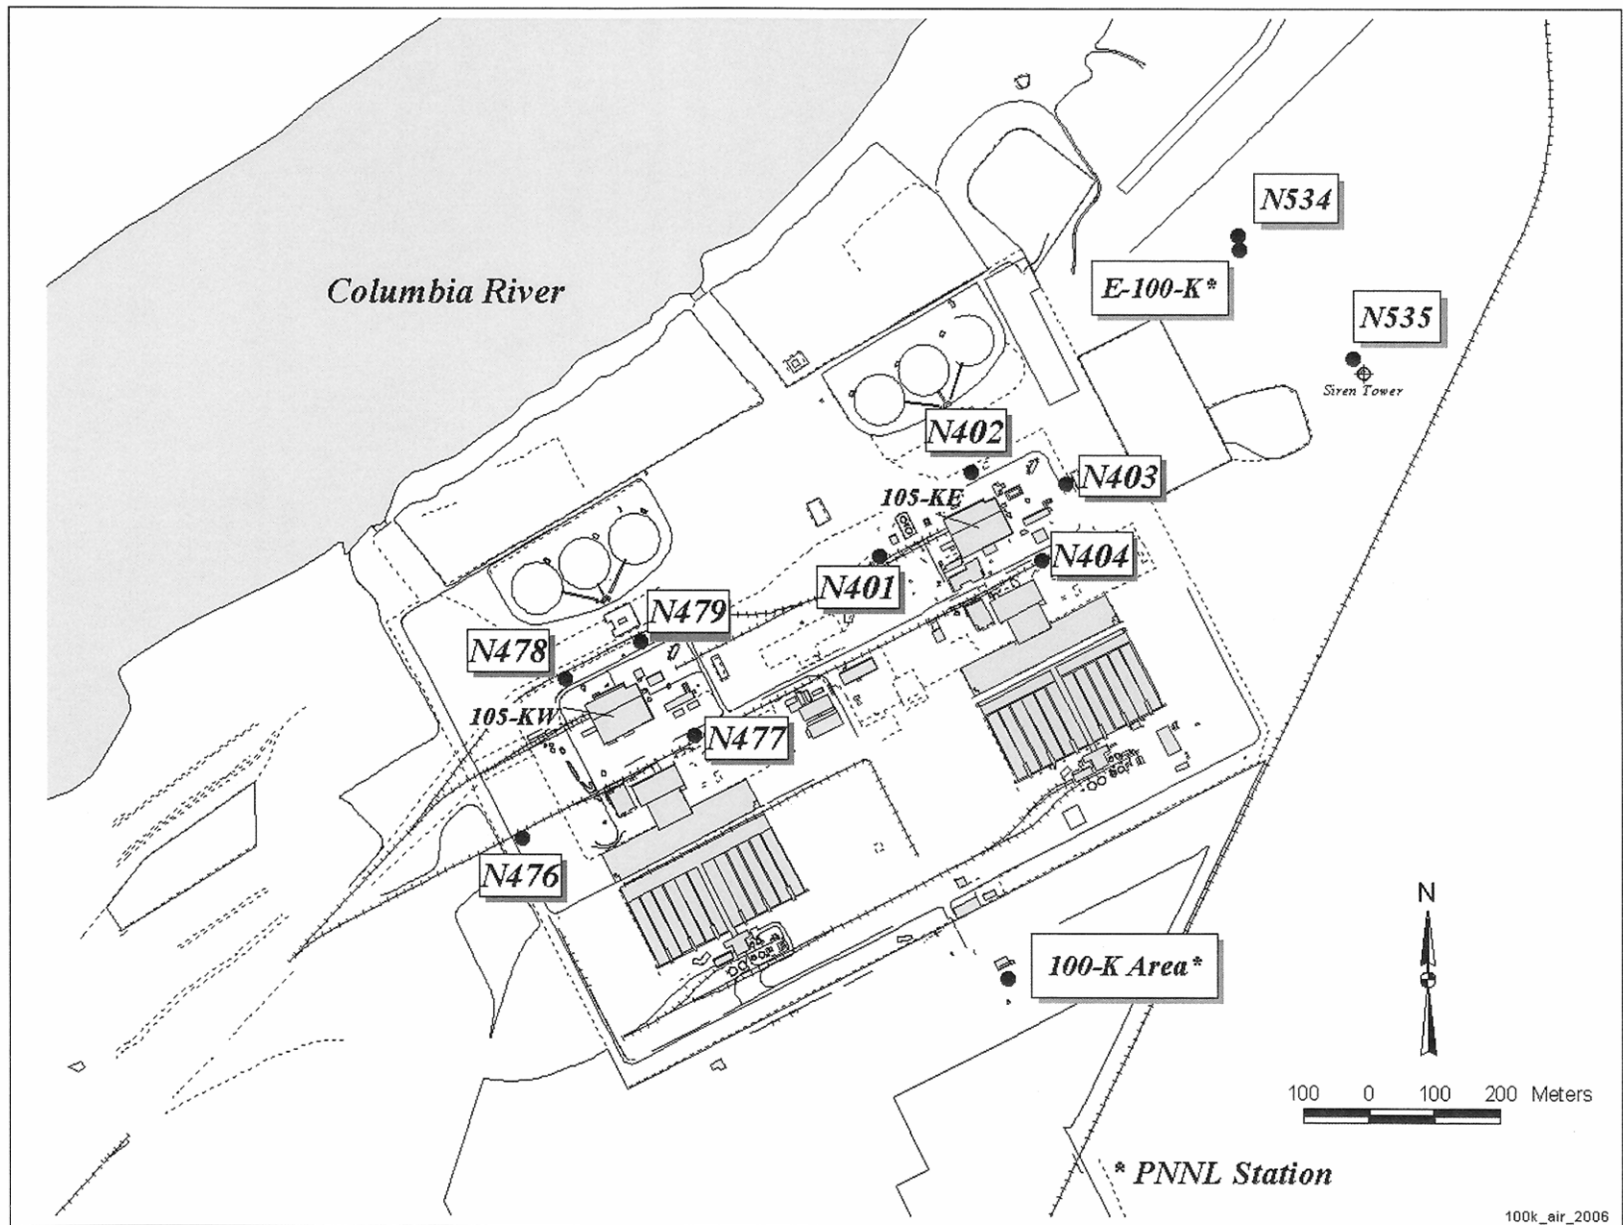 N534
Columbia River
E-100-K*
N535
Siren Tower
N402
N403
105-KE
N404
N401
N479
N478
105-KW
N477
N476
N
100-K Area*
100 0 100 200 Meters
* PNNL Station
100k_air_2006